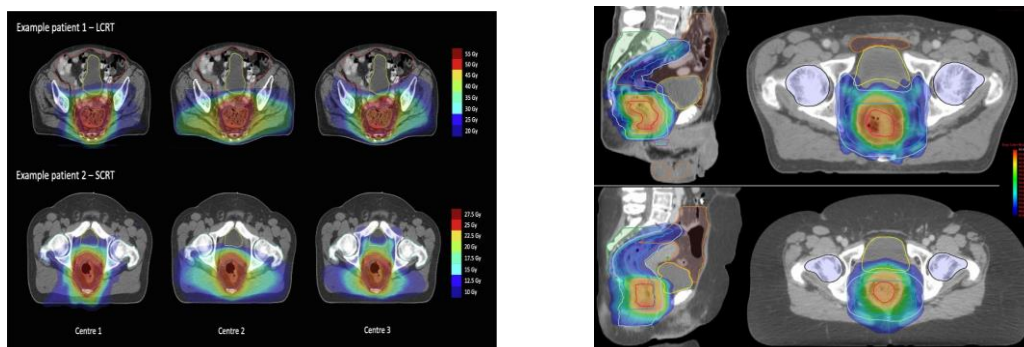 Example patient 1 – LCRT
55 Gy
50 Gy
45 Gy
40 Gy
35 Gy
30 Gy
25 Gy
20 Gy
Example patient 2 – SCRT
27.5 Gy
25 Gy
22.5 Gy
20 Gy
17.5 Gy
15 Gy
12.5 Gy
10 Gy
Centre 1
Centre 2
Centre 3